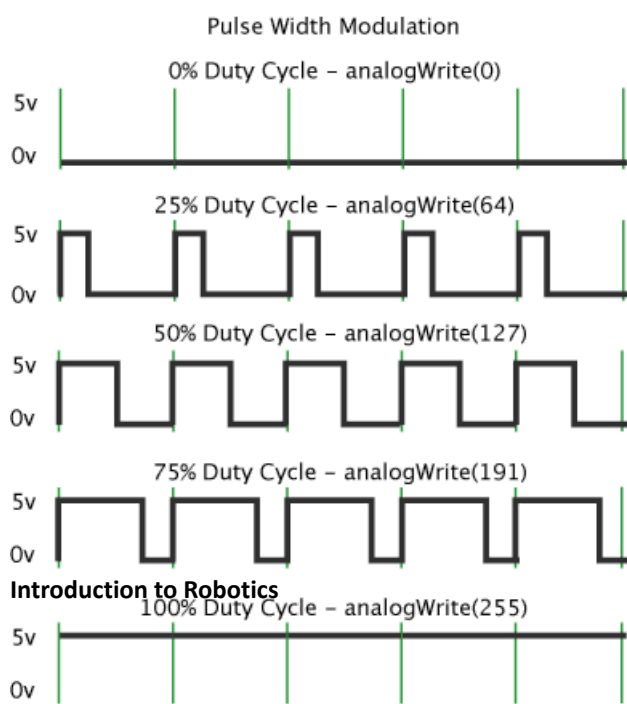 Pulse Width Modulation
0% Duty Cycle – analogWrite(0)
5v
0v
25% Duty Cycle – analogWrite(64)
5v
0v
50% Duty Cycle – analogWrite(127)
5v
0v
75% Duty Cycle – analogWrite(191)
5v
0v
Introduction to Robotics
100% Duty Cycle – analogWrite(255)
5v
0v